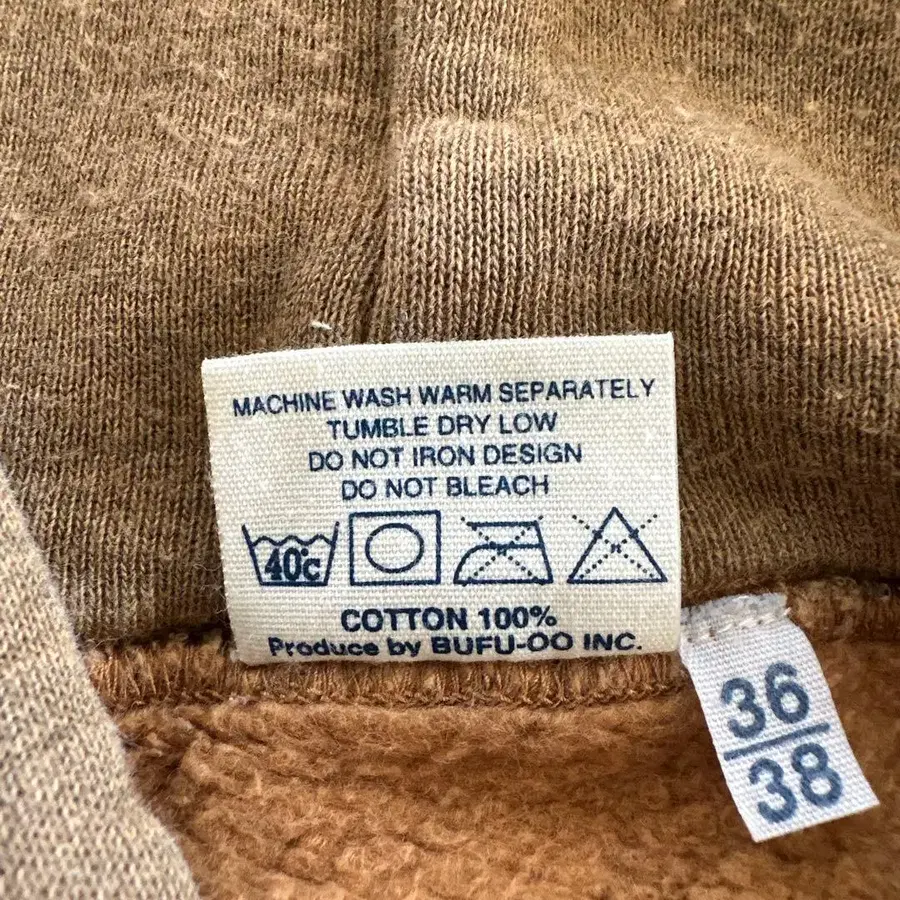 MACHINE WASH WARM SEPARATELY
TUMBLE DRY LOW
DO NOT IRON DESIGN
DO NOT BLEACH
40°C
COTTON 100%
Produce by BUFU-OO INC.
36
38